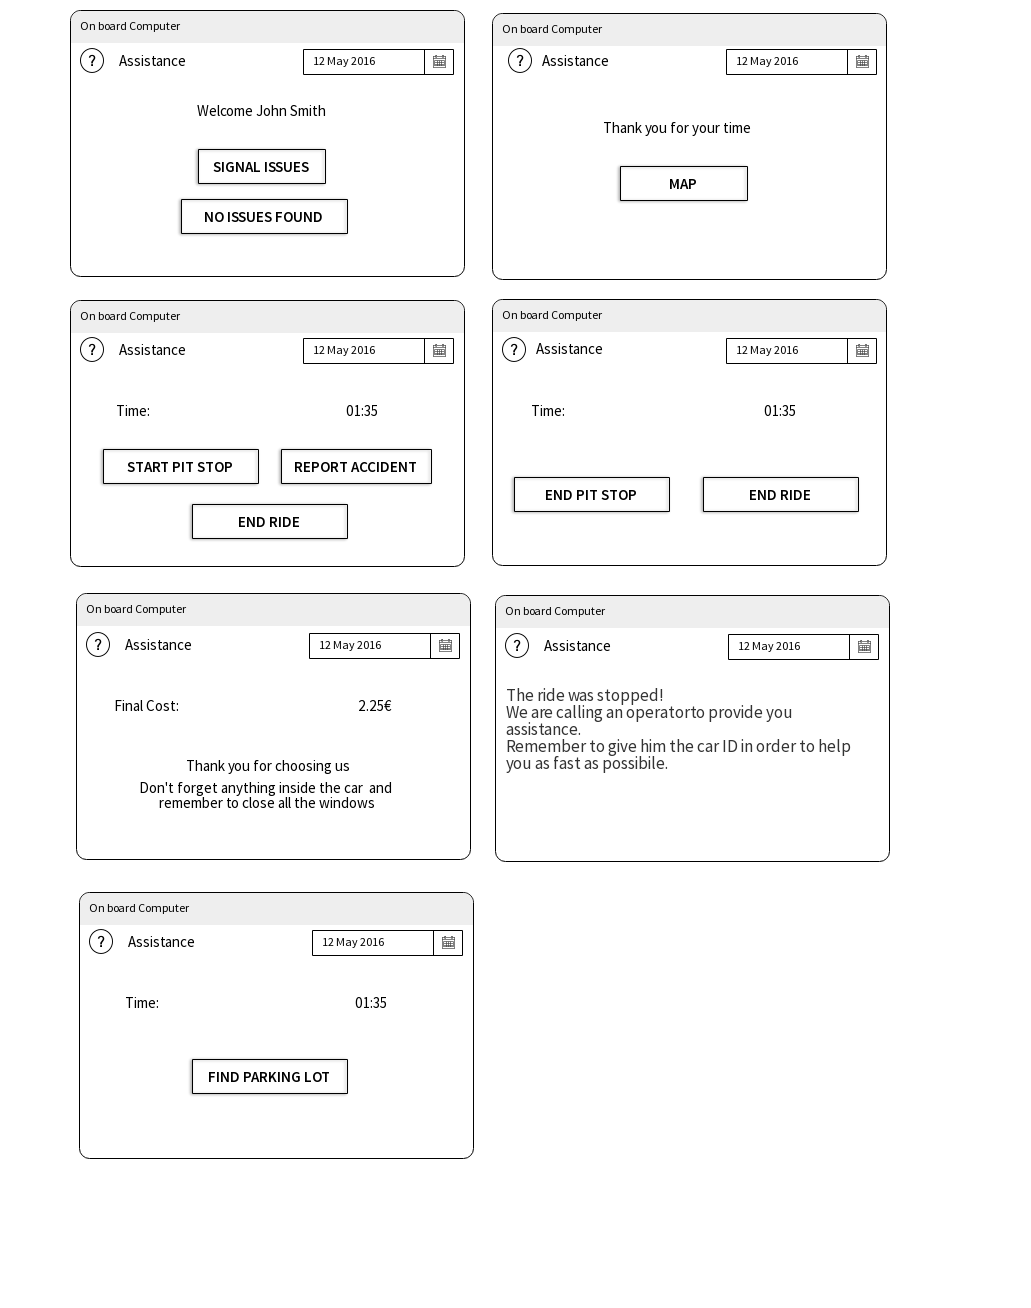 On board Computer
? Assistance 12 May 2016
Welcome John Smith
SIGNAL ISSUES
NO ISSUES FOUND
On board Computer
? Assistance 12 May 2016
Thank you for your time
MAP
On board Computer
? Assistance 12 May 2016
Time: 01:35
START PIT STOP REPORT ACCIDENT
END RIDE
On board Computer
? Assistance 12 May 2016
Time: 01:35
END PIT STOP END RIDE
On board Computer
? Assistance 12 May 2016
Final Cost: 2.25€
Thank you for choosing us
Don't forget anything inside the car and
remember to close all the windows
On board Computer
? Assistance 12 May 2016
The ride was stopped!
We are calling an operatorto provide you
assistance.
Remember to give him the car ID in order to help
you as fast as possibile.
On board Computer
? Assistance 12 May 2016
Time: 01:35
FIND PARKING LOT